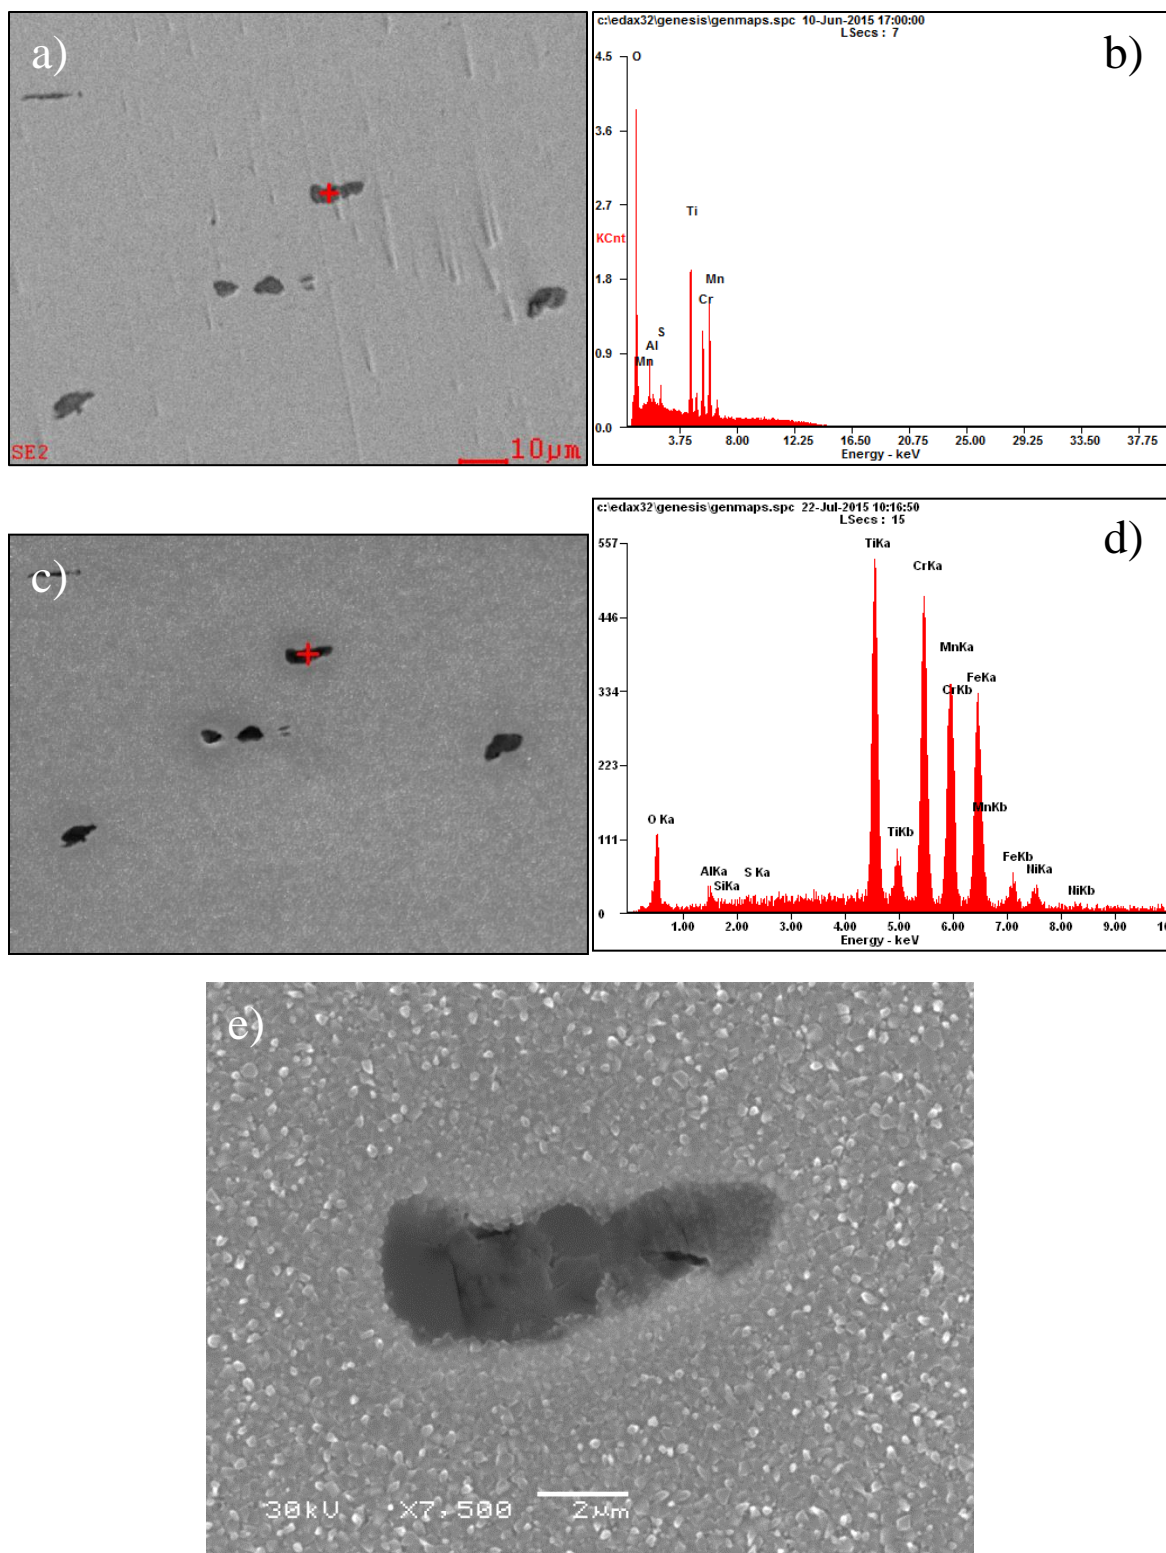 a)
SE2
10µm
c:\edax32\genesis\genmaps.spc 10-Jun-2015 17:00:00
LSecs : 7
b)
4.5
O
3.6
2.7
Ti
KCnt
1.8
Mn
Cr
S
Al
0.9
Mn
0.0
3.75 8.00 12.25 16.50 20.75 25.00 29.25 33.50 37.75
Energy - keV
c)
c:\edax32\genesis\genmaps.spc 22-Jul-2015 10:16:50
LSecs : 15
d)
557
TiKa
CrKa
446
MnKa
FeKa
334
CrKb
223
MnKb
O Ka
111
TiKb
AlKa
S Ka
FeKb
NiKa
SiKa
NiKb
0
1.00 2.00 3.00 4.00 5.00 6.00 7.00 8.00 9.00 10
Energy - keV
e)
30kV X7,500 2µm